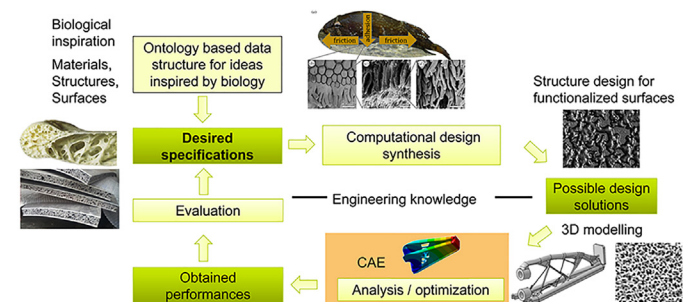 Biological
inspiration
Materials,
Structures,
Surfaces
Ontology based data
structure for ideas
inspired by biology
friction
adhesion
friction
Structure design for
functionalized surfaces
Desired
specifications
Computational design
synthesis
Evaluation
Engineering knowledge
Possible design
solutions
3D modelling
CAE
Analysis / optimization
Obtained
performances